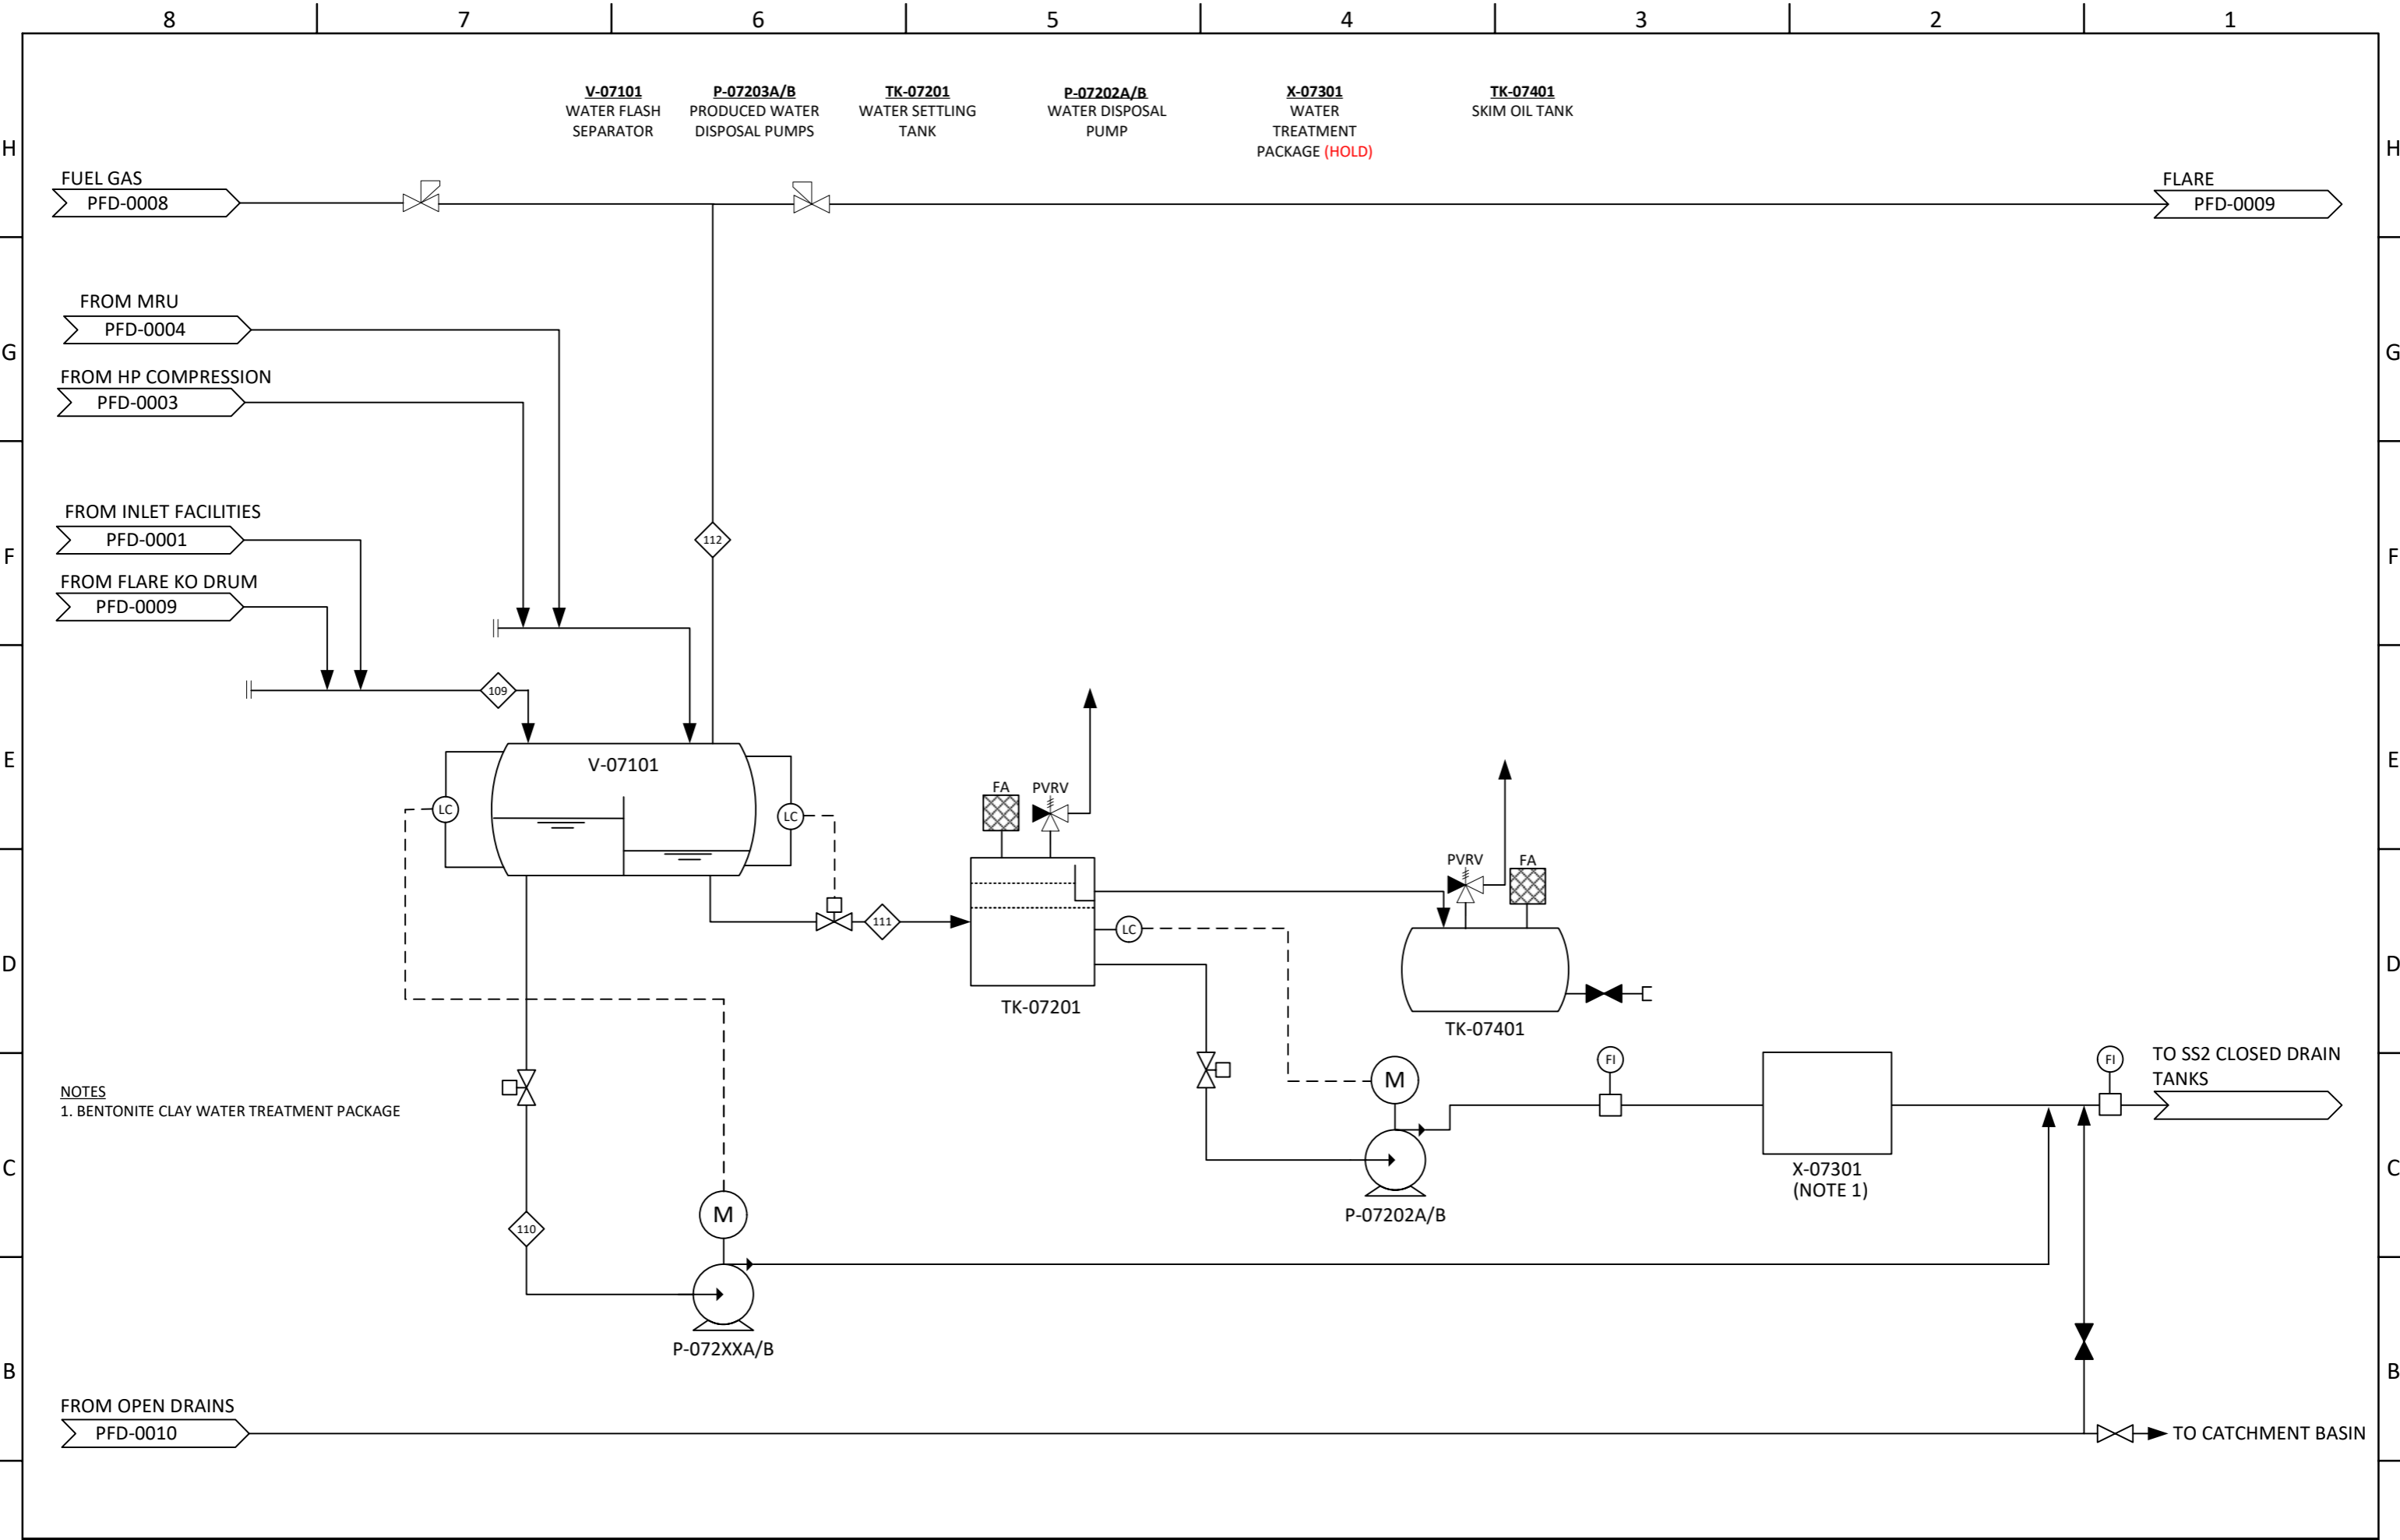 8 7 6 5 4 3 2 1
V-07101
WATER FLASH
SEPARATOR
P-07203A/B
PRODUCED WATER
DISPOSAL PUMPS
TK-07201
WATER SETTLING
TANK
P-07202A/B
WATER DISPOSAL
PUMP
X-07301
WATER
TREATMENT
PACKAGE (HOLD)
TK-07401
SKIM OIL TANK
H H
FUEL GAS
PFD-0008
FLARE
PFD-0009
FROM MRU
PFD-0004
G G
FROM HP COMPRESSION
PFD-0003
FROM INLET FACILITIES
PFD-0001
112
F F
FROM FLARE KO DRUM
PFD-0009
109
E E
V-07101
LC
LC
FA
PVRV
PVRV
FA
111
LC
D D
TK-07201
TK-07401
NOTES
1. BENTONITE CLAY WATER TREATMENT PACKAGE
M
FI
FI
TO SS2 CLOSED DRAIN
TANKS
C C
X-07301
(NOTE 1)
P-07202A/B
110
M
P-072XXA/B
B B
FROM OPEN DRAINS
PFD-0010
TO CATCHMENT BASIN